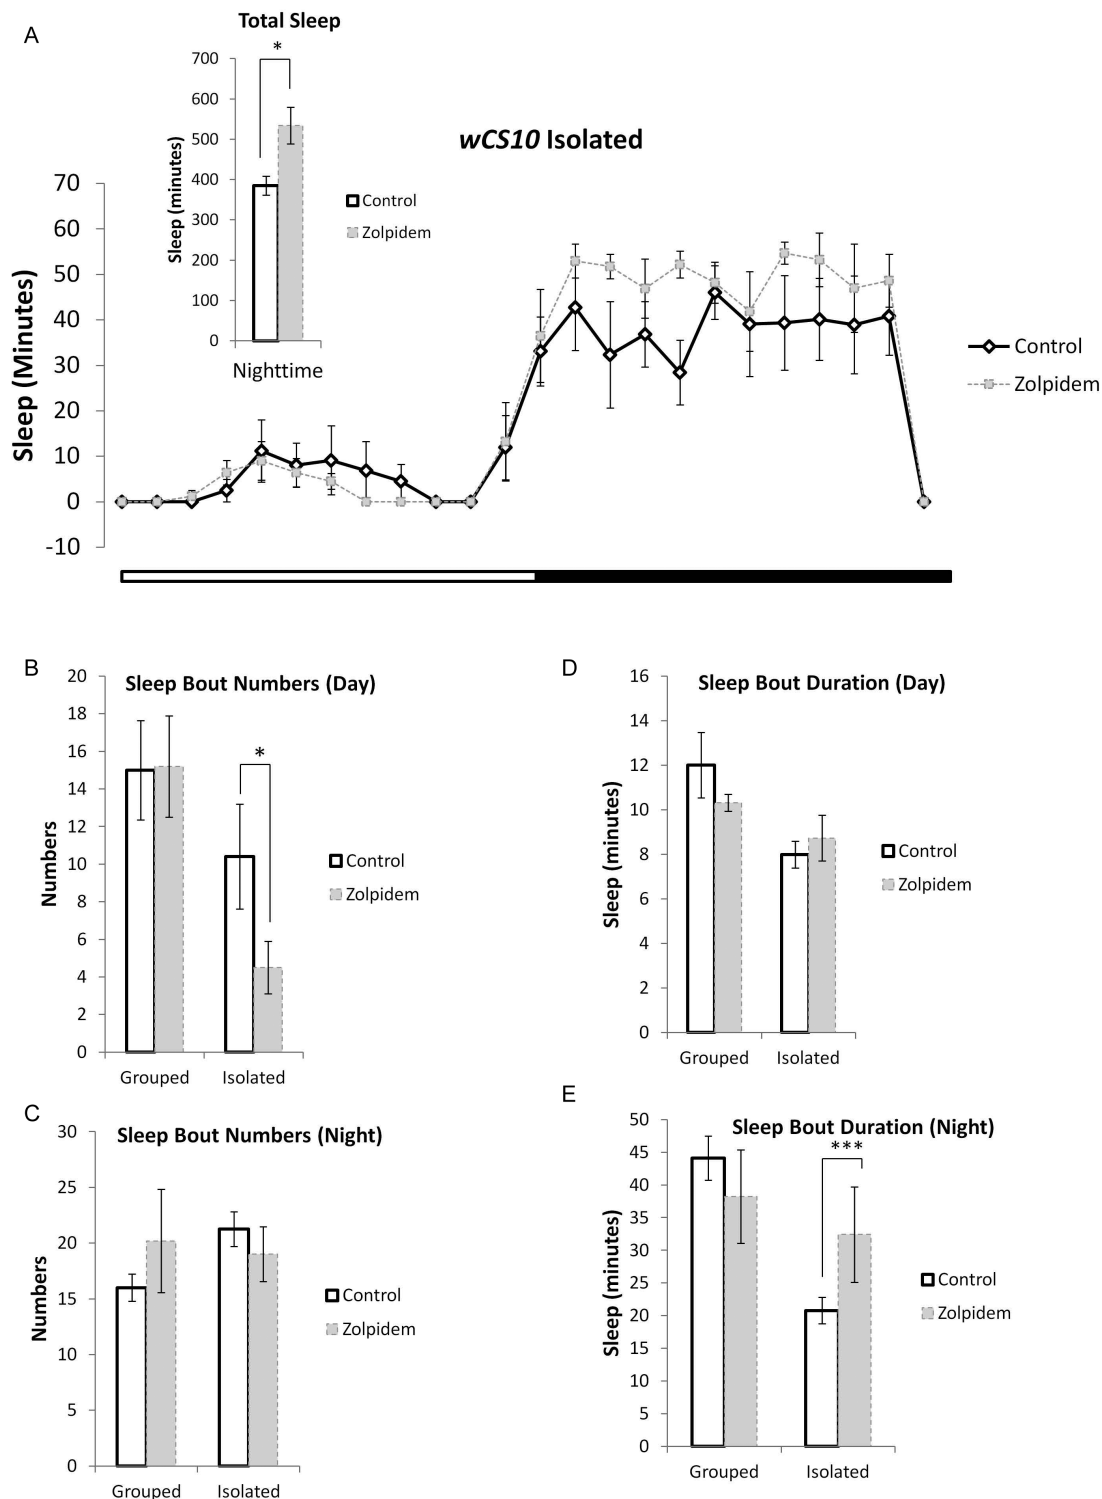 A
Total Sleep
*
700
600
500
400
300
200
100
0
Sleep (minutes)
Nighttime
Control
Zolpidem
wCS10 Isolated
70
60
50
40
30
20
10
0
-10
Sleep (Minutes)
Control
Zolpidem
B
Sleep Bout Numbers (Day)
20
18
16
14
12
10
8
6
4
2
0
Numbers
*
Grouped Isolated
Control
Zolpidem
D
Sleep Bout Duration (Day)
16
14
12
10
8
6
4
2
0
Sleep (minutes)
Grouped Isolated
Control
Zolpidem
C
Sleep Bout Numbers (Night)
30
25
20
15
10
5
0
Numbers
Grouped Isolated
Control
Zolpidem
E
Sleep Bout Duration (Night)
***
50
45
40
35
30
25
20
15
10
5
0
Sleep (minutes)
Grouped Isolated
Control
Zolpidem